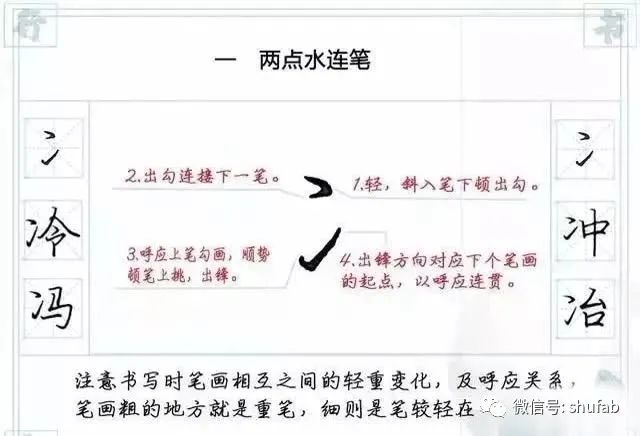 行
书
一 两点水连笔
冫
冷
冯
2.出勾连接下一笔。
1.轻，斜入笔下顿出勾。
3.呼应上笔勾画，顺势
顿笔上挑，出锋。
4.出锋方向对应下个笔画
的起点，以呼应连贯。
冫
冲
冶
注意书写时笔画相互之间的轻重变化，及呼应关系，
笔画粗的地方就是重笔，细则是笔较轻在
微信号: shufab